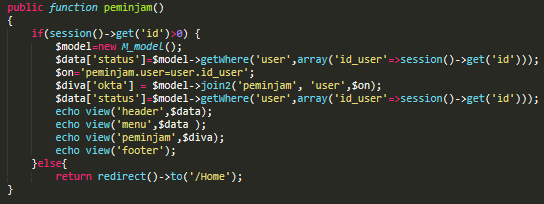 public function peminjam()
{
    if(session()->get('id')>0) {
        $model=new M_model();
        $data['status']=$model->getWhere('user',array('id_user'=>session()->get('id')));
        $on='peminjam.user=user.id_user';
        $diva['okta'] = $model->join2('peminjam', 'user',$on);
        $data['status']=$model->getWhere('user',array('id_user'=>session()->get('id')));
        echo view('header',$data);
        echo view('menu',$data );
        echo view('peminjam',$diva);
        echo view('footer');
    }else{
        return redirect()->to('/Home');
}